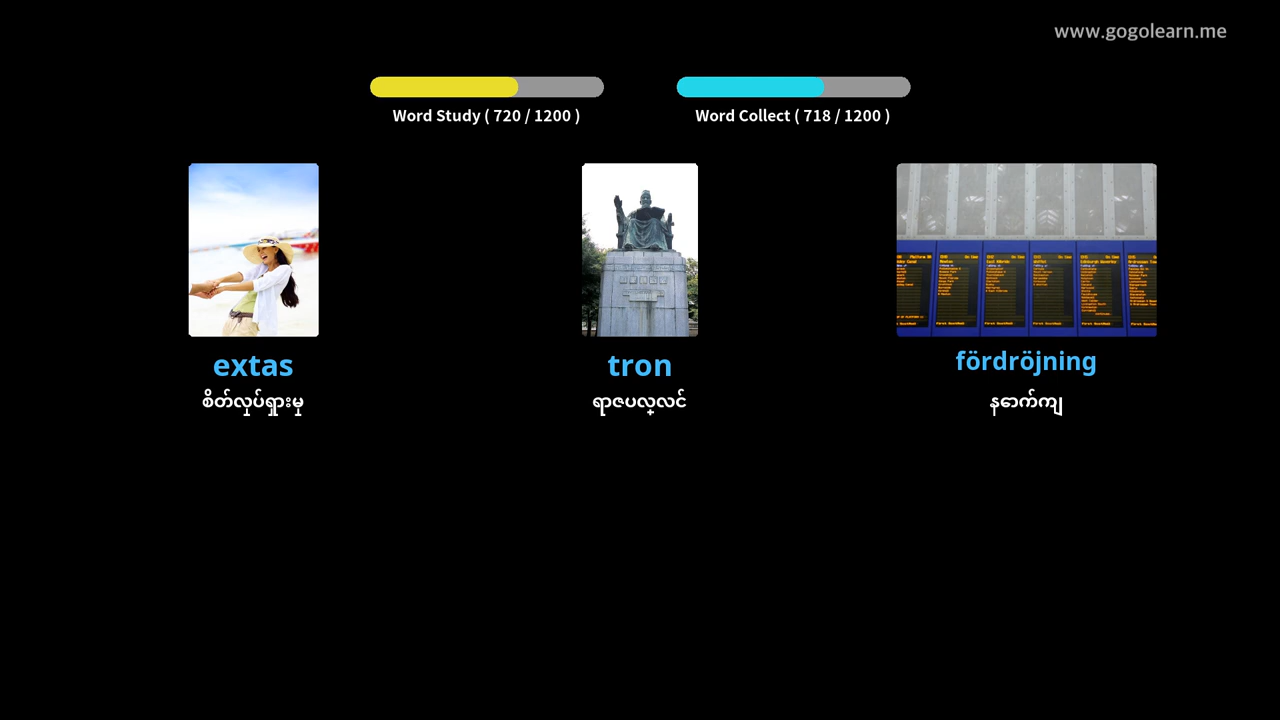 www.gogolearn.me
Word Study ( 720 / 1200 )
Word Collect ( 718 / 1200 )
extas
tron
fördröjning
စိတ်လှုပ်ရှားမှု
ရာဇပလ္လင်
နှောက်ကျ